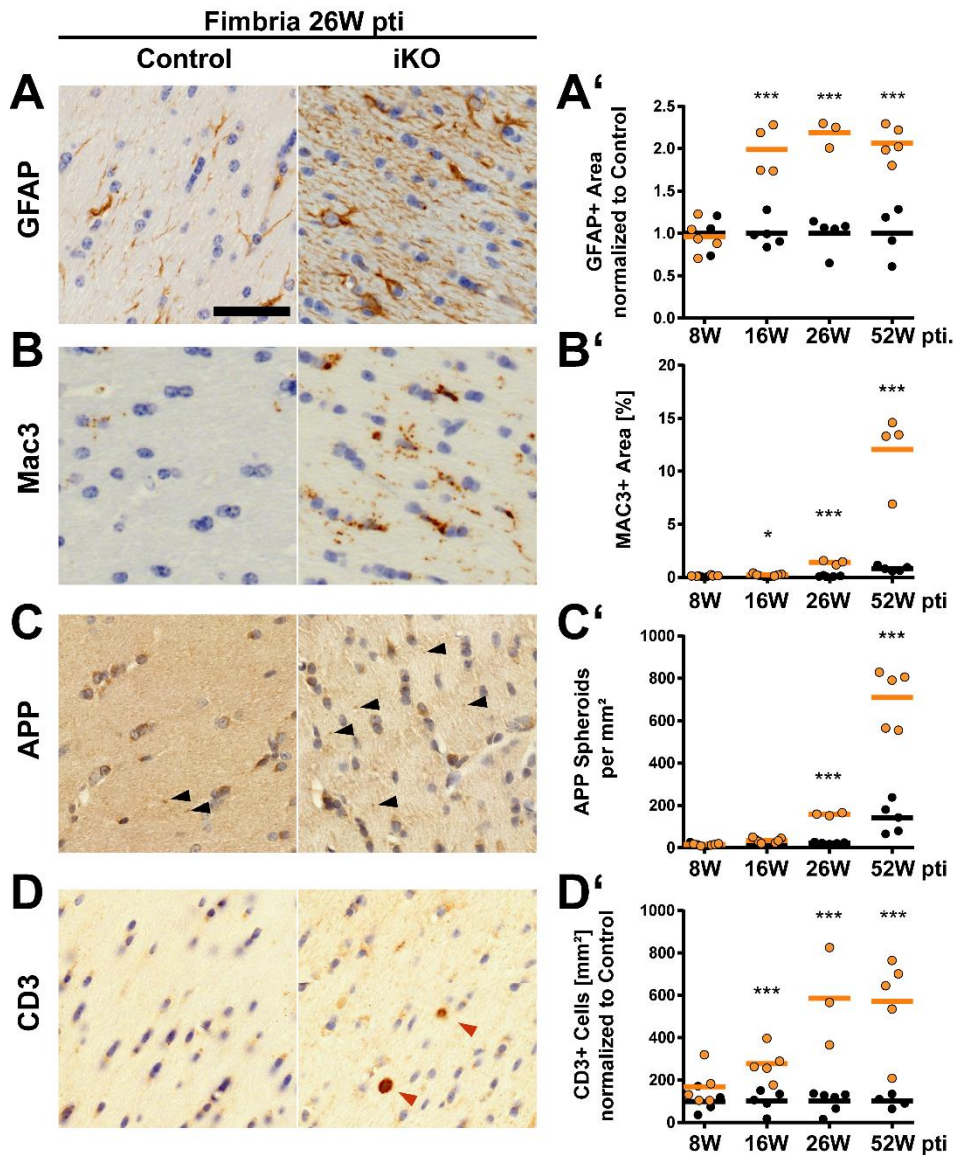 Fimbria 26W pti
Control iKO
A
GFAP
A'
GFAP+ Area
normalized to Control
2.5
2.0
1.5
1.0
0.5
0.0
*** *** ***
8W 16W 26W 52W pti.
B
Mac3
B'
MAC3+ Area [%]
20
15
10
5
0
* *** ***
8W 16W 26W 52W pti
C
APP
C'
APP Spheroids
per mm²
1000
800
600
400
200
0
*** ***
8W 16W 26W 52W pti
D
CD3
D'
CD3+ Cells [mm²]
normalized to Control
1000
800
600
400
200
0
*** *** ***
8W 16W 26W 52W pti